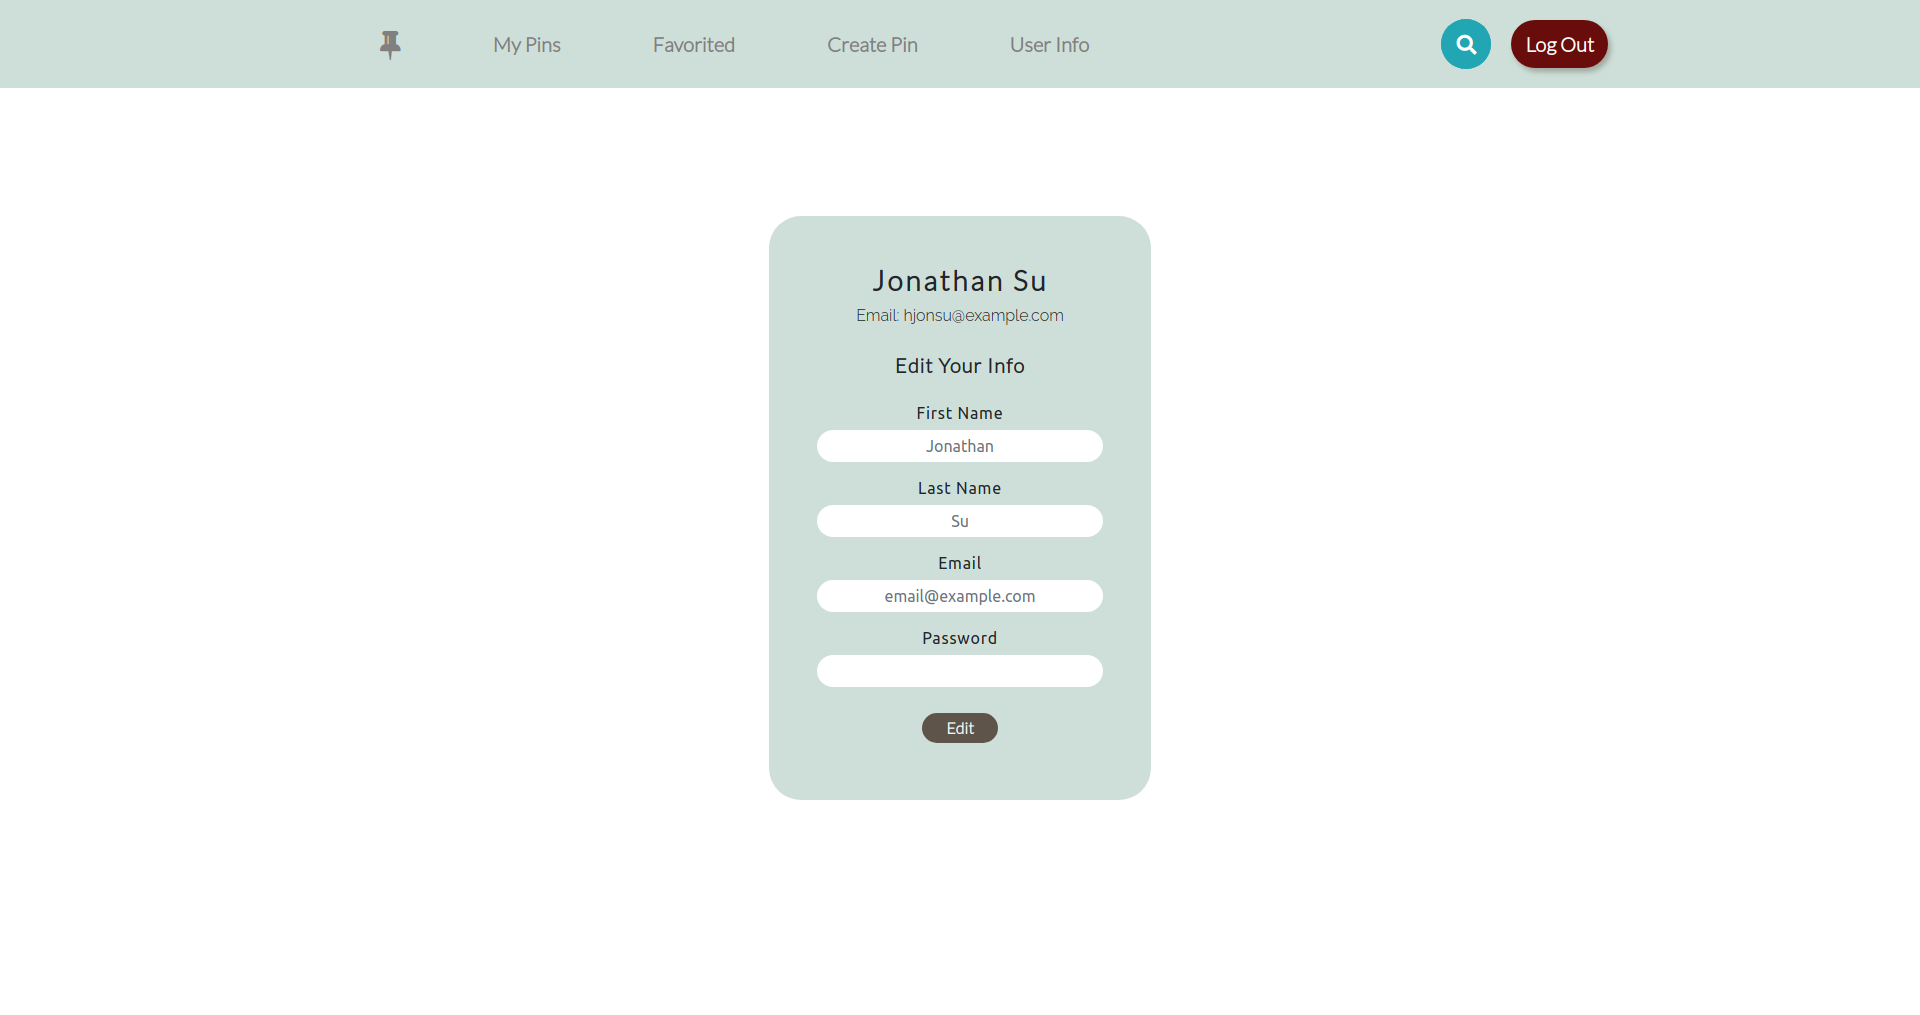 My Pins Favorited Create Pin User Info Log Out
Jonathan Su
Email: hjonsu@example.com
Edit Your Info
First Name
Jonathan
Last Name
Su
Email
email@example.com
Password
Edit